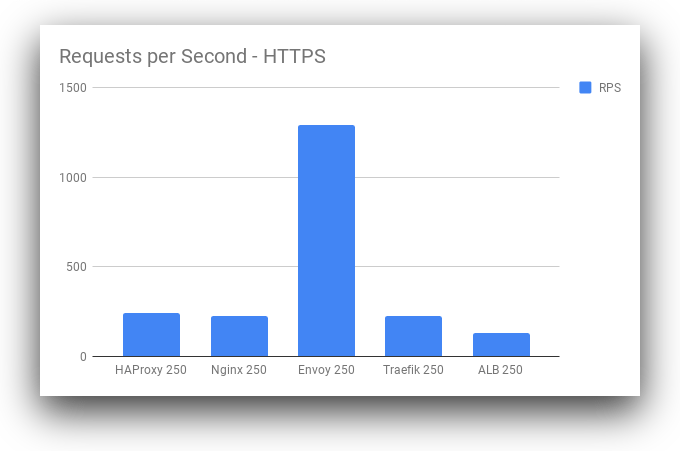 Requests per Second - HTTPS
1500
RPS
1000
500
0
HAProxy 250
Nginx 250
Envoy 250
Traefik 250
ALB 250